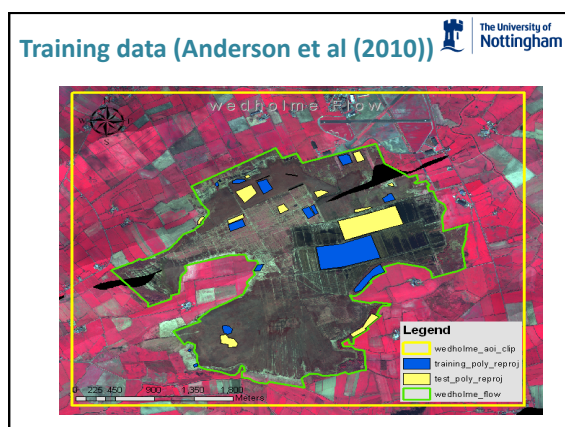 Training data (Anderson et al (2010))
The University of
Nottingham
wedholme Flow
N
W E
S
Legend
wedholme_aoi_clip
training_poly_reproj
test_poly_reproj
wedholme_flow
0 225 450 900 1,350 1,800
Meters